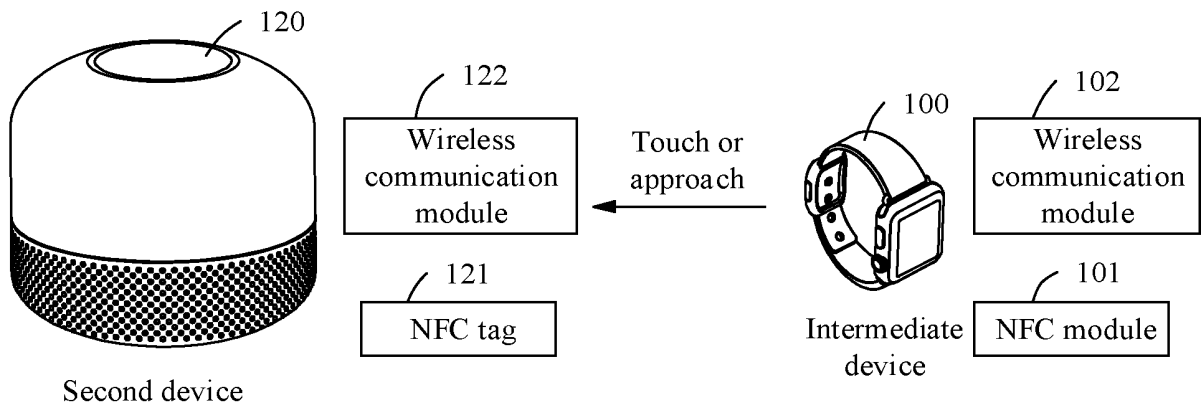 120
122
Wireless
communication
module
121
NFC tag
Second device
Touch or
approach
100
Intermediate
device
102
Wireless
communication
module
101
NFC module